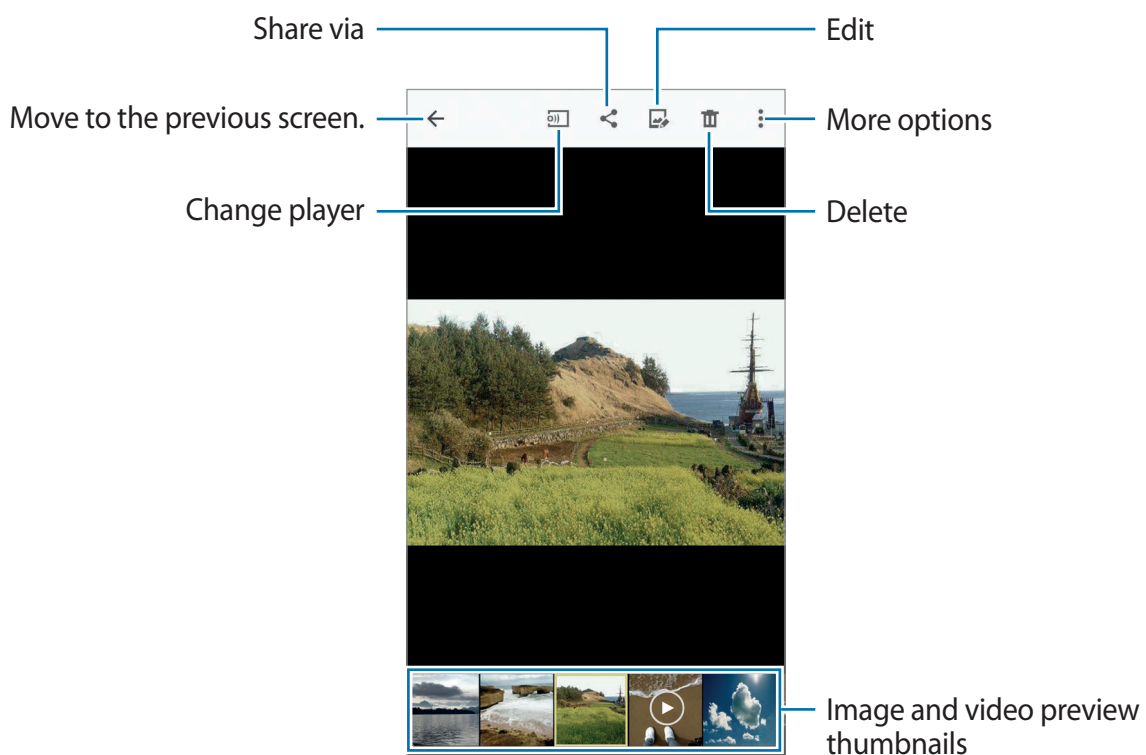 Share via
Edit
Move to the previous screen.
More options
Change player
Delete
Image and video preview
thumbnails